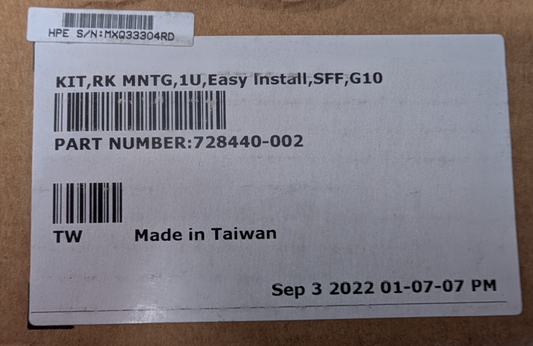 HPE S/N:MXQ33304RD
KIT,RK MNTG,1U,Easy Install,SFF,G10
PART NUMBER:728440-002
TW Made in Taiwan
Sep 3 2022 01-07-07 PM